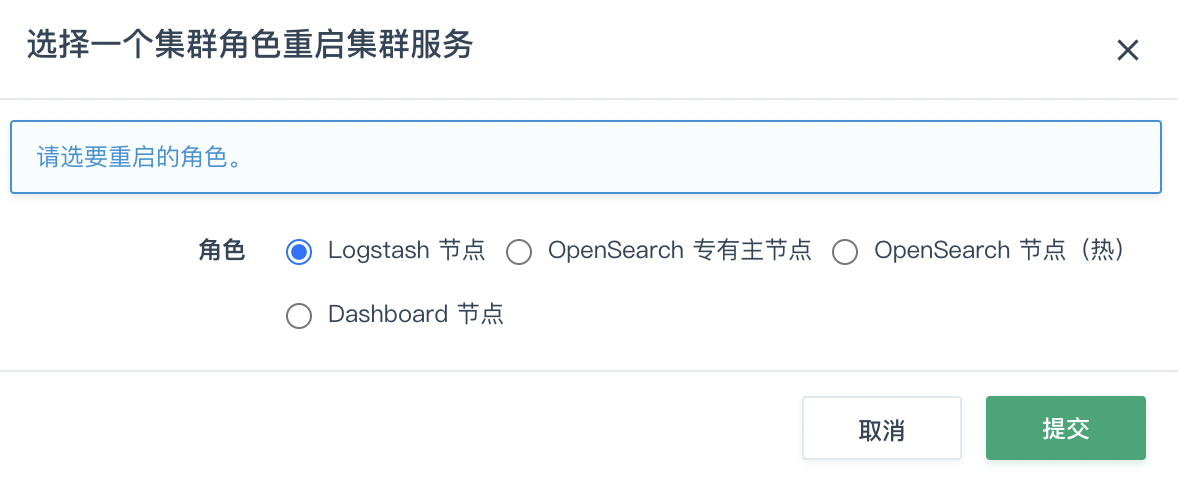 选择一个集群角色重启集群服务
请选要重启的角色。
角色 Logstash 节点 OpenSearch 专有主节点 OpenSearch 节点（热）
Dashboard 节点
取消 提交